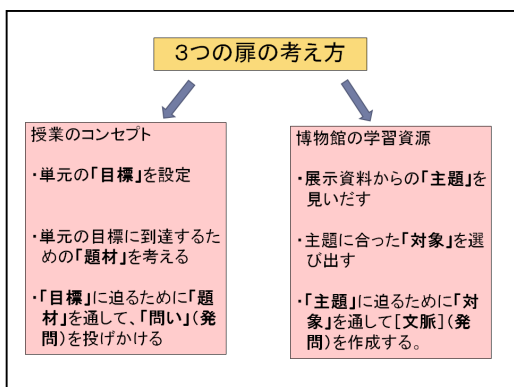 3つの扉の考え方
授業のコンセプト
・単元の「目標」を設定
・単元の目標に到達するた
めの「題材」を考える
・「目標」に迫るために「題
材」を通して、「問い」(発
問)を投げかける
博物館の学習資源
・展示資料からの「主題」を
見いだす
・主題に合った「対象」を選
び出す
・「主題」に迫るために「対
象」を通して[文脈](発
問)を作成する。